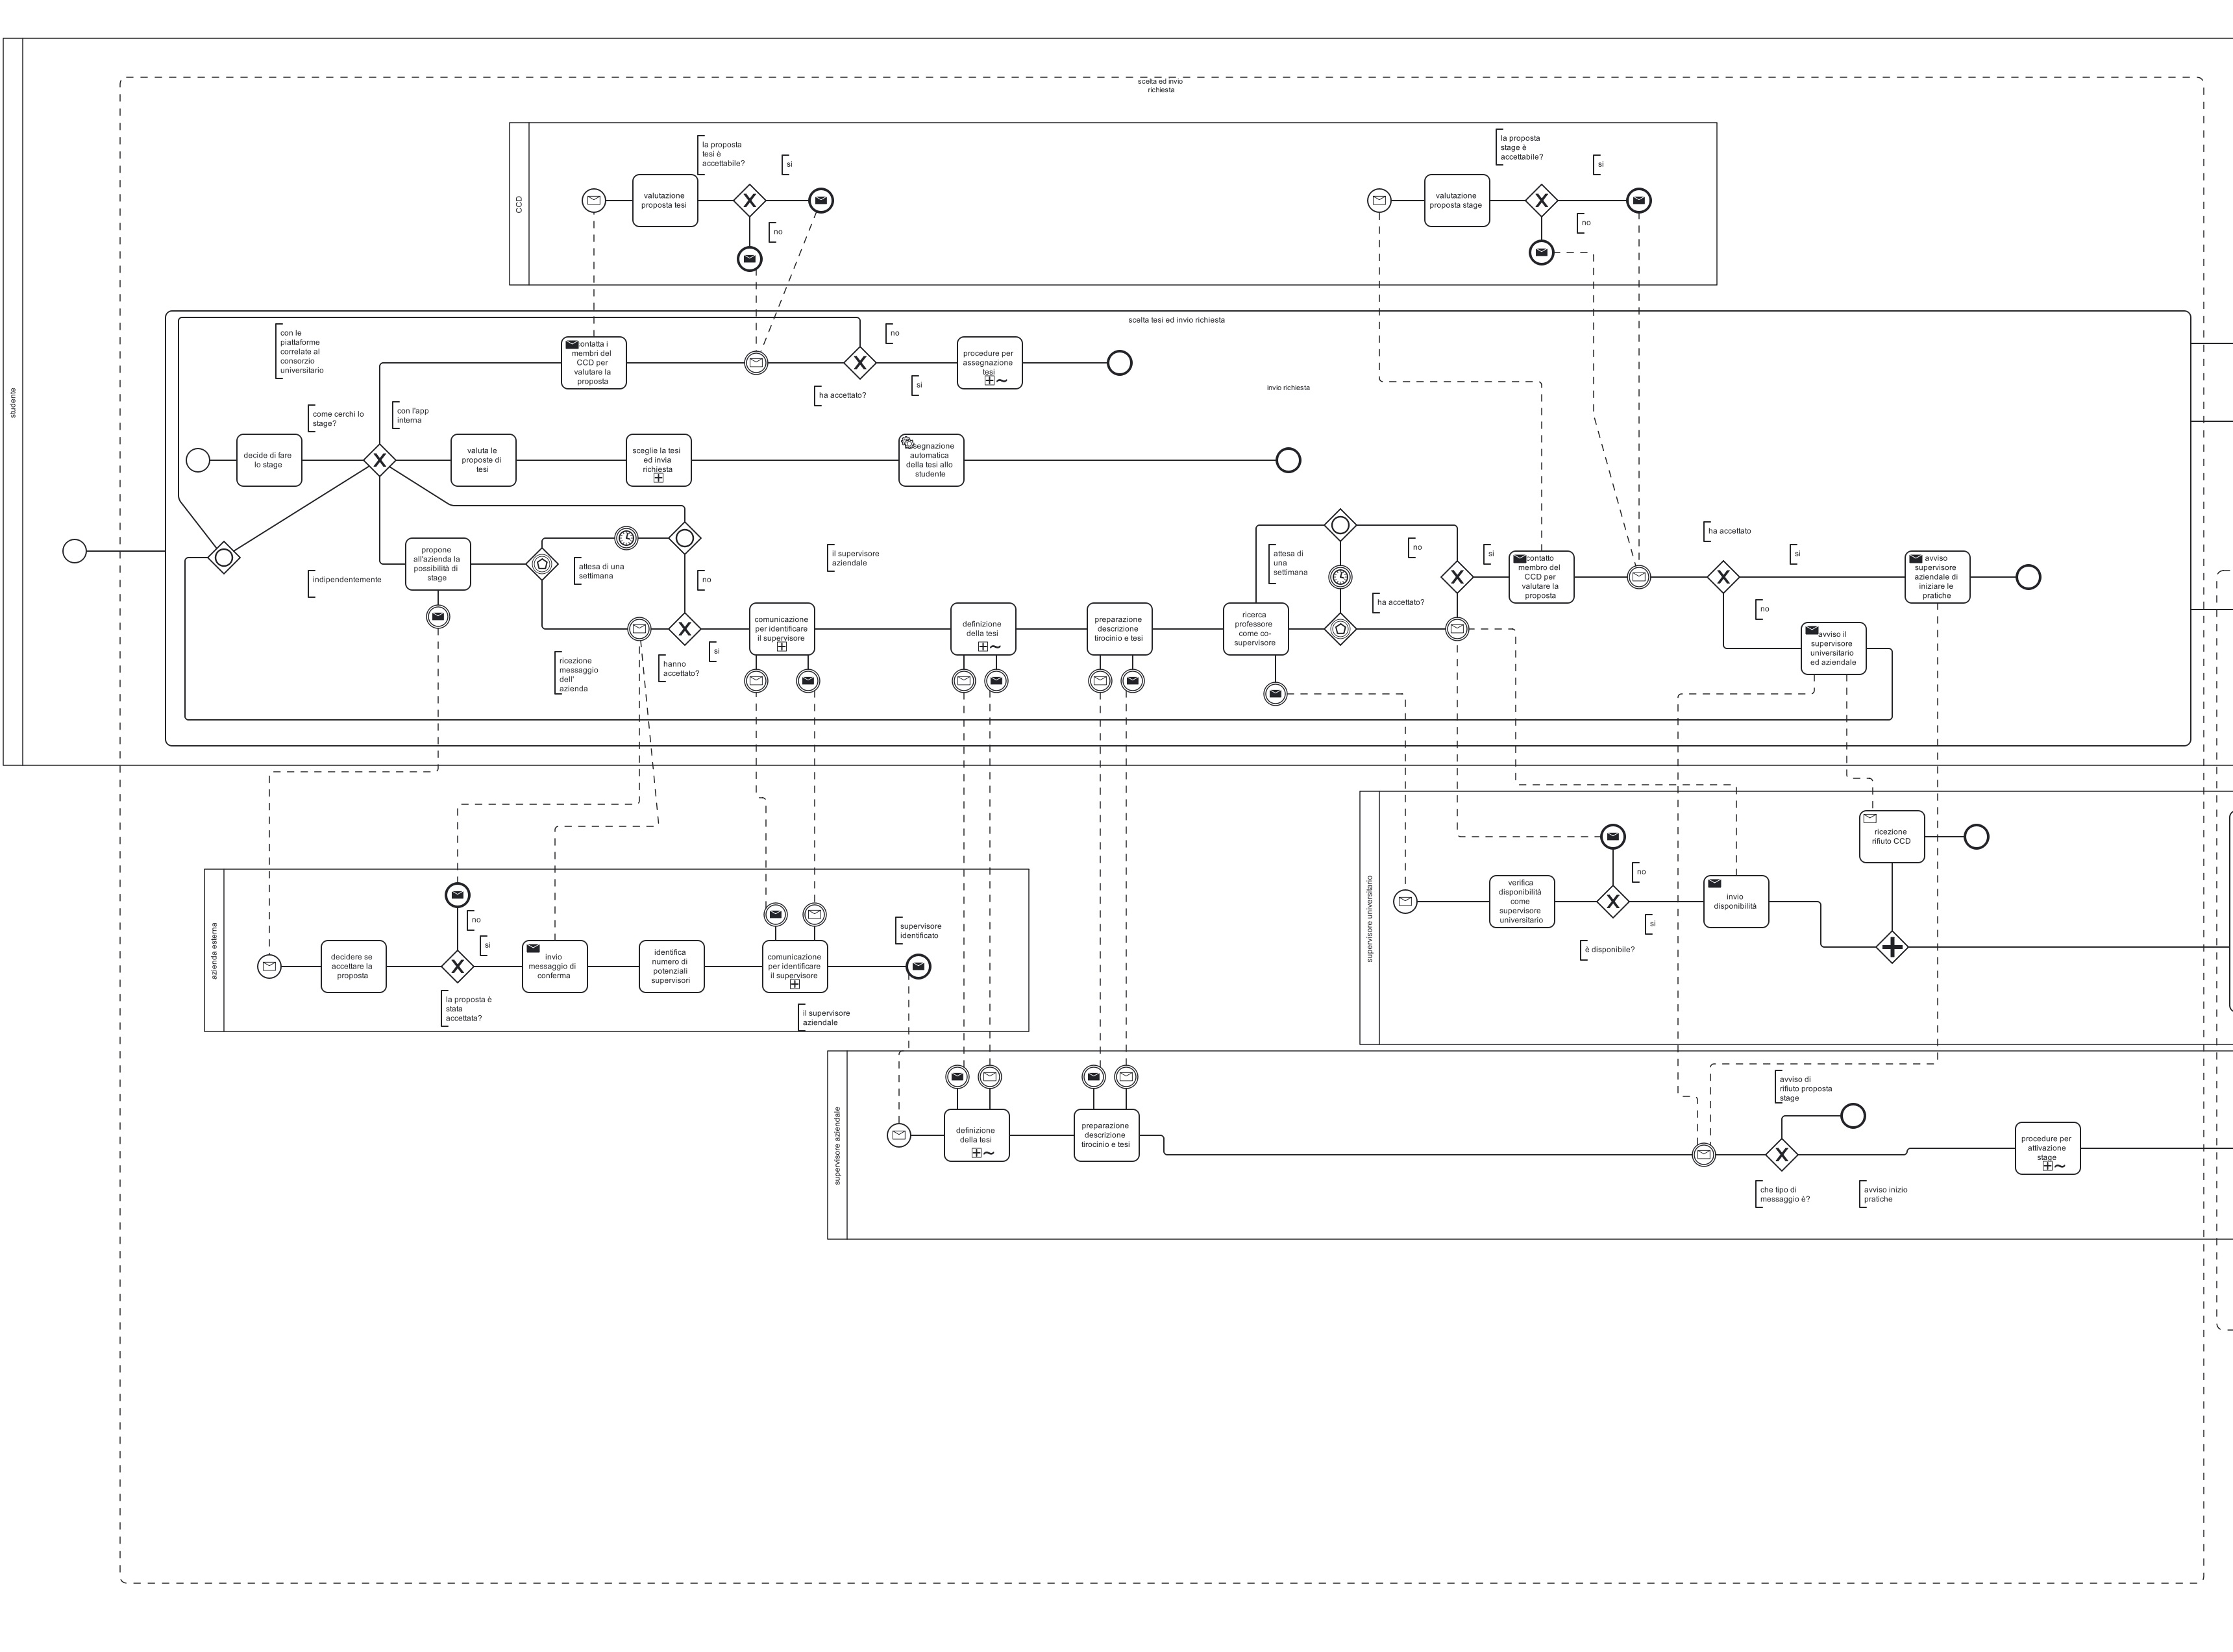 scelta ed invio
richiesta
studente
CCD
la proposta
tesi è
accettabile?
si
valutazione
proposta tesi
no
la proposta
stage è
accettabile?
si
valutazione
proposta stage
no
scelta tesi ed invio richiesta
con le
piattaforme
correlate al
consorzio
universitario
contatta i
membri del
CCD per
valutare la
proposta
no
ha accettato?
si
procedure per
assegnazione
tesi
invio richiesta
come cerchi lo
stage?
con l'app
interna
decide di fare
lo stage
valuta le
proposte di
tesi
sceglie la tesi
ed invia
richiesta
assegnazione
automatica
della tesi allo
studente
indipendentemente
propone
all'azienda la
possibilità di
stage
attesa di una
settimana
no
ricezione
messaggio
dell'
azienda
hanno
accettato?
si
il supervisore
aziendale
comunicazione
per identificare
il supervisore
definizione
della tesi
preparazione
descrizione
tirocinio e tesi
ricerca
professore
come co-
supervisore
attesa di
una
settimana
no
ha accettato?
si
contatto
membro del
CCD per
valutare la
proposta
ha accettato
si
no
avviso
supervisore
aziendale di
iniziare le
pratiche
avviso il
supervisore
universitario
ed aziendale
azienda esterna
decidere se
accettare la
proposta
no
si
la proposta è
stata
accettata?
invio
messaggio di
conferma
identifica
numero di
potenziali
supervisori
comunicazione
per identificare
il supervisore
il supervisore
aziendale
supervisore
identificato
supervisore universitario
verifica
disponibilità
come
supervisore
universitario
no
si
è disponibile?
invio
disponibilità
ricezione
rifiuto CCD
supervisore aziendale
definizione
della tesi
preparazione
descrizione
tirocinio e tesi
avviso di
rifiuto proposta
stage
che tipo di
messaggio è?
avviso inizio
pratiche
procedure per
attivazione
stage